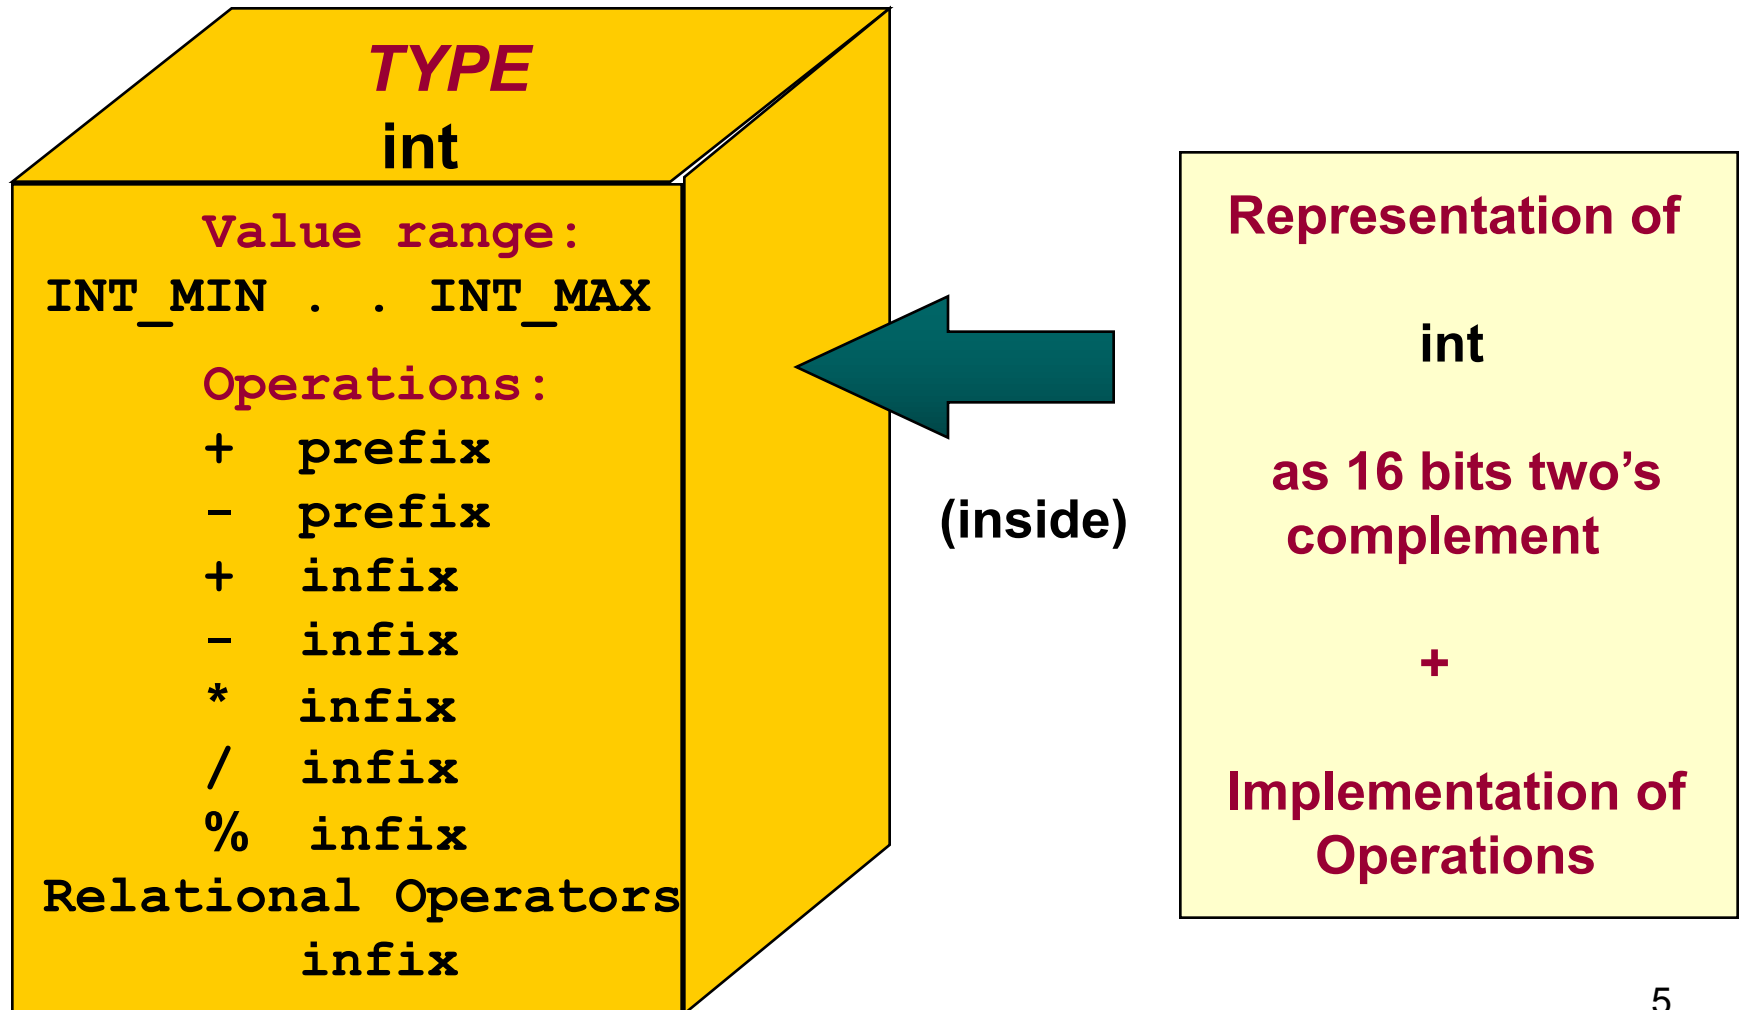 TYPE
int
Value range:
INT_MIN . . INT_MAX
Operations:
+ prefix
- prefix
+ infix
- infix
* infix
/ infix
% infix
Relational Operators
infix
(inside)
Representation of
int
as 16 bits two’s
complement
+
Implementation of
Operations
5